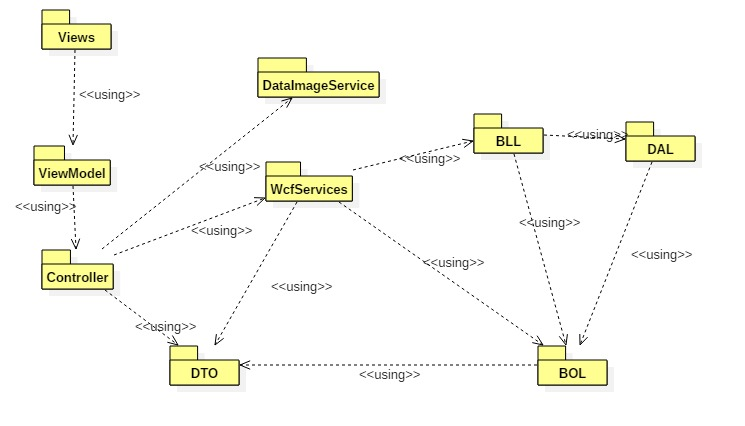 Views
<<using>>
DataImageService
BLL
<<using>>
DAL
ViewModel
<<using>>
<<using>>
WcfServices
<<using>>
<<using>>
<<using>>
<<using>>
<<using>>
Controller
<<using>>
<<using>>
DTO
<<using>>
BOL